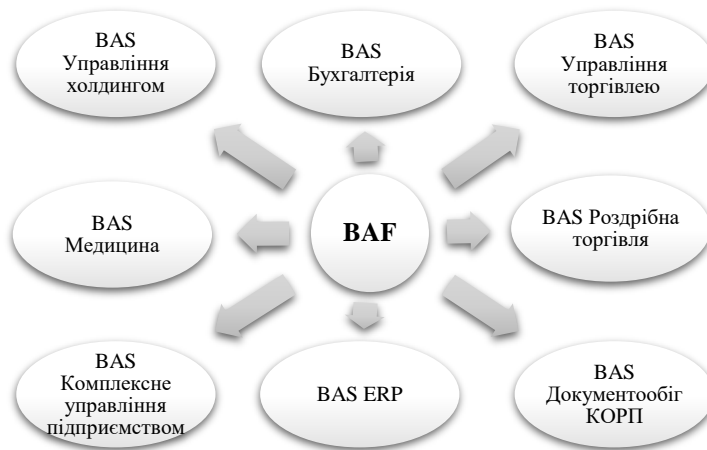 BAS
Управління
холдингом
BAS
Бухгалтерія
BAS
Управління
торгівлею
BAS
Медицина
BAF
BAS Роздрібна
торгівля
BAS
Комплексне
управління
підприємством
BAS ERP
BAS
Документообіг
КОРП